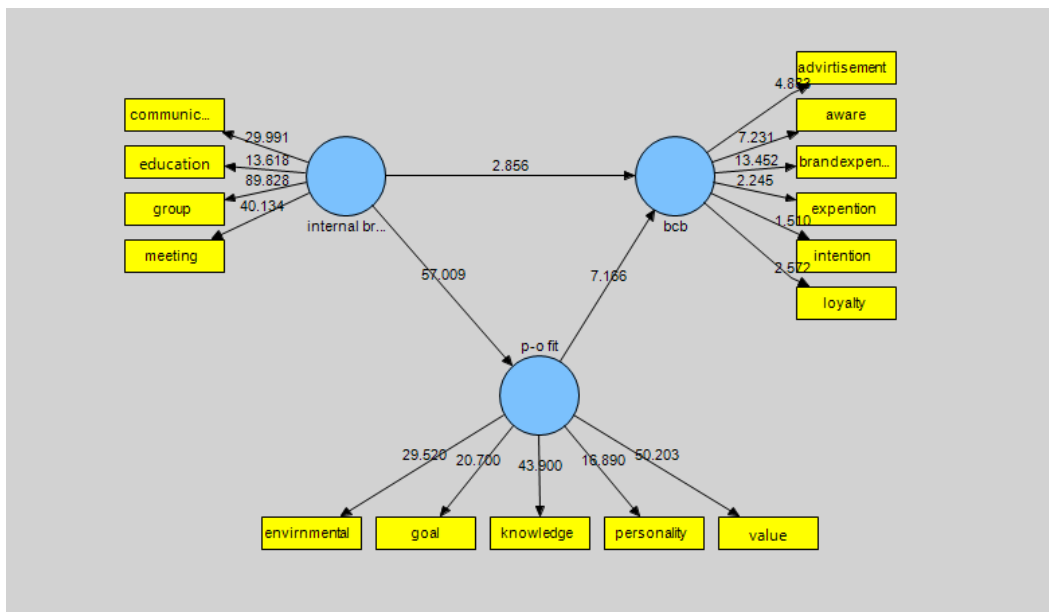 advirtisement
4.883
communic...
aware
29.991
7.231
education
13.618
2.856
13.452
brandexpen...
89.828
2.245
group
40.134
expention
internal br...
bcb
1.510
meeting
intention
2.572
57.009
7.166
loyalty
p-o fit
29.520
20.700
43.900
16.890
50.203
envirnmental
goal
knowledge
personality
value